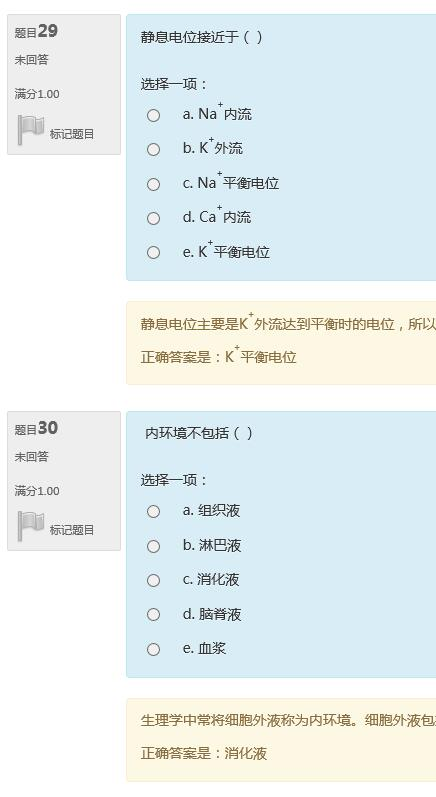 题目29
未回答
满分1.00
标记题目
静息电位接近于（ ）
选择一项：
a. Na⁺内流
b. K⁺外流
c. Na⁺平衡电位
d. Ca⁺内流
e. K⁺平衡电位
静息电位主要是K⁺外流达到平衡时的电位，所以
正确答案是：K⁺平衡电位
题目30
未回答
满分1.00
标记题目
内环境不包括（ ）
选择一项：
a. 组织液
b. 淋巴液
c. 消化液
d. 脑脊液
e. 血浆
生理学中常将细胞外液称为内环境。细胞外液包
正确答案是：消化液